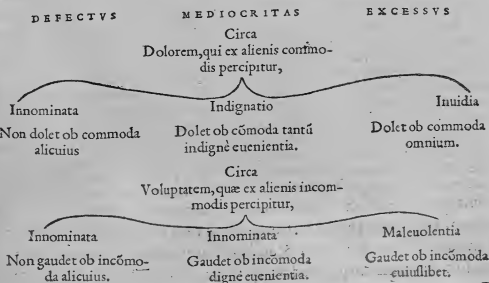 DEFECTVS MEDIOCRITAS EXCESSVS
Circa
Dolorem, qui ex alienis commo-
dis percipitur,
Innominata Indignatio Inuidia
Non dolet ob commoda Dolet ob cōmoda tantū Dolet ob commoda
alicuius indignè euenientia. omnium.
Circa
Voluptatem, quæ ex alienis incom-
modis percipitur,
Innominata Innominata Maleuolentia
Non gaudet ob incōmo- Gaudet ob incōmoda Gaudet ob incōmoda
da alicuius. dignè euenientia. cuiuſlibet.